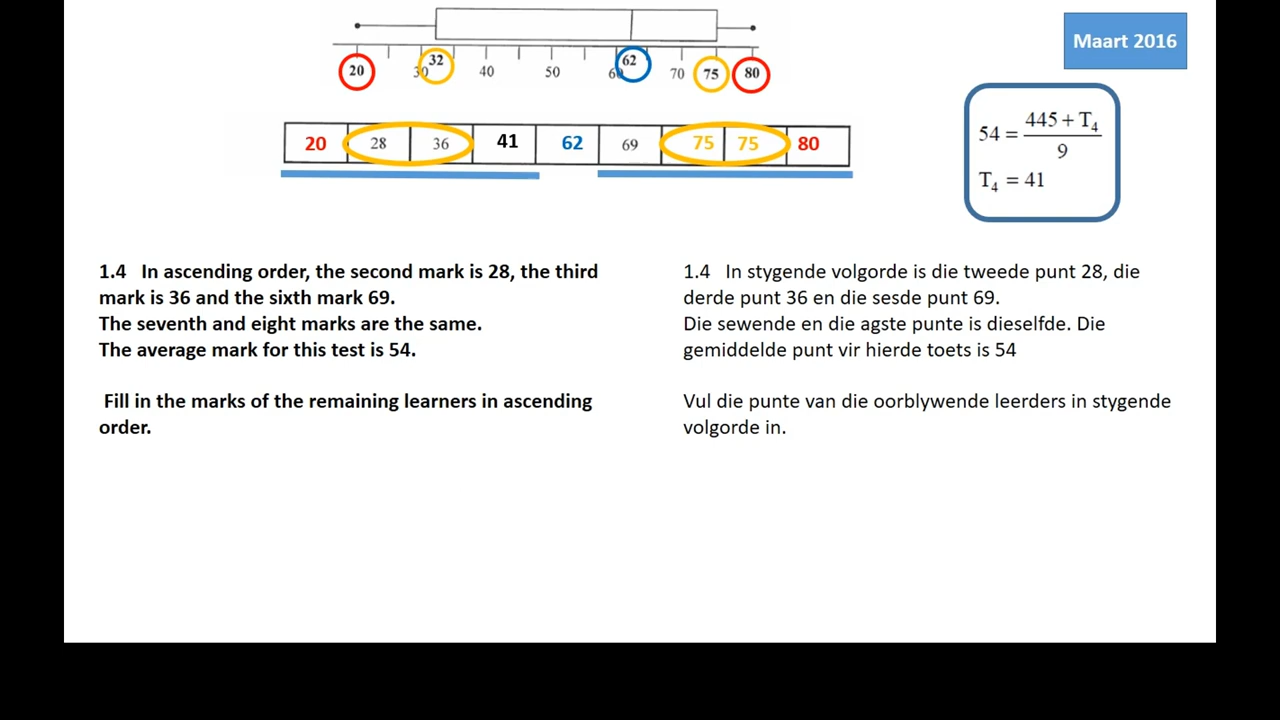 Maart 2016
20 30 32 40 50 60 62 70 75 80
20 28 36 41 62 69 75 75 80
54 = (445 + T₄) / 9
T₄ = 41
1.4 In ascending order, the second mark is 28, the third
mark is 36 and the sixth mark 69.
The seventh and eight marks are the same.
The average mark for this test is 54.
Fill in the marks of the remaining learners in ascending
order.
1.4 In stygende volgorde is die tweede punt 28, die
derde punt 36 en die sesde punt 69.
Die sewende en die agste punte is dieselfde. Die
gemiddelde punt vir hierde toets is 54
Vul die punte van die oorblywende leerders in stygende
volgorde in.